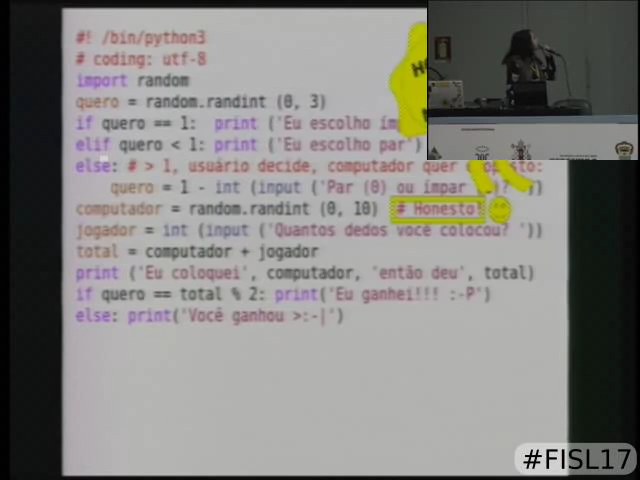 #! /bin/python3
# coding: utf-8
import random
quero = random.randint (0, 3)
if quero == 1:  print ('Eu escolho ím
elif quero < 1: print ('Eu escolho par')
else: # > 1, usuário decide, computador quer
quero = 1 - int (input ('Par (0) ou ímpar
computador = random.randint (0, 10)  # Honesto!
jogador = int (input ('Quantos dedos você colocou? '))
total = computador + jogador
print ('Eu coloquei', computador, 'então deu', total)
if quero == total % 2: print('Eu ganhei!!! :-P')
else: print('Você ganhou >:-|')
#FISL17